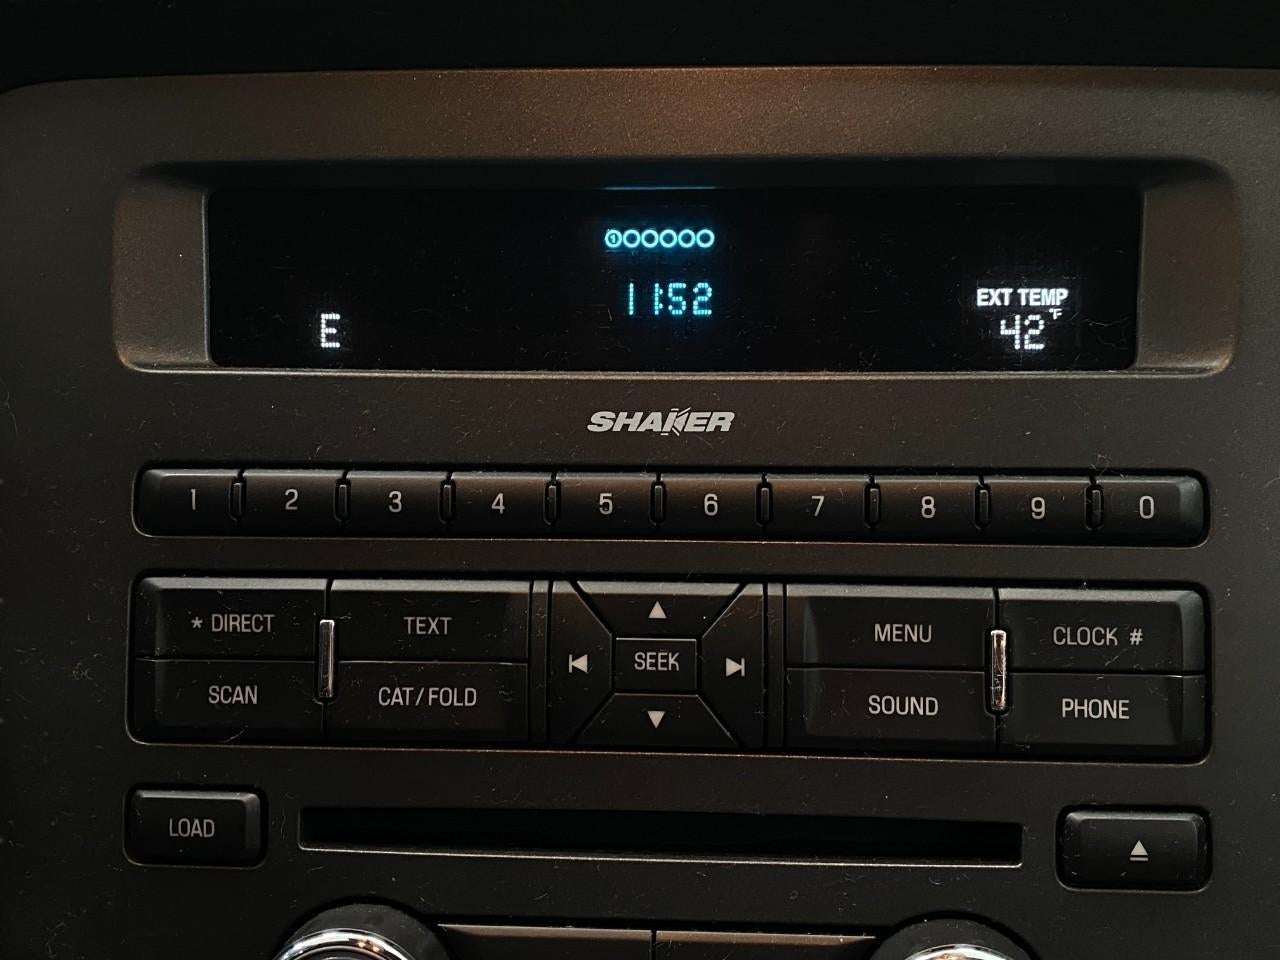 1
11:52
EXT TEMP
E
42 °F
SHAKER
1 2 3 4 5 6 7 8 9 0
* DIRECT TEXT MENU CLOCK #
SEEK
SCAN CAT/FOLD SOUND PHONE
LOAD